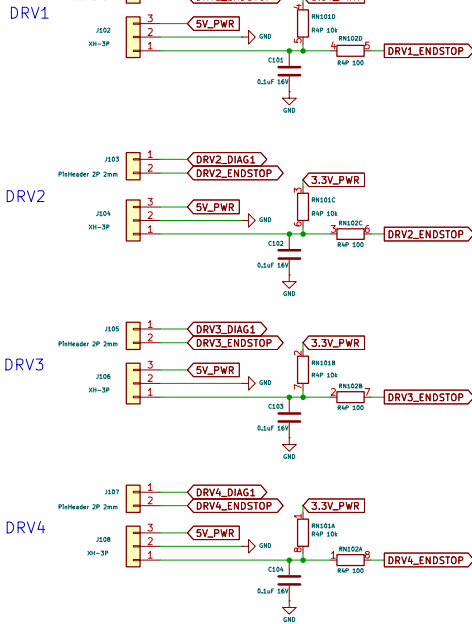 DRV1
J102
XH-3P
3
2
1
5V_PWR
GND
C101
0.1uF 16V
GND
5
RN101D
R4P 10k
RN102D
4
5
R4P 100
DRV1_ENDSTOP
DRV2
J103
PinHeader 2P 2mm
1
2
DRV2_DIAG1
DRV2_ENDSTOP
J104
XH-3P
3
2
1
5V_PWR
GND
C102
0.1uF 16V
GND
3.3V_PWR
3
6
RN101C
R4P 10k
RN102C
3
6
R4P 100
DRV2_ENDSTOP
DRV3
J105
PinHeader 2P 2mm
1
2
DRV3_DIAG1
DRV3_ENDSTOP
J106
XH-3P
3
2
1
5V_PWR
GND
C103
0.1uF 16V
GND
3.3V_PWR
2
7
RN101B
R4P 10k
RN102B
2
7
R4P 100
DRV3_ENDSTOP
DRV4
J107
PinHeader 2P 2mm
1
2
DRV4_DIAG1
DRV4_ENDSTOP
J108
XH-3P
3
2
1
5V_PWR
GND
C104
0.1uF 16V
GND
3.3V_PWR
1
8
RN101A
R4P 10k
RN102A
1
8
R4P 100
DRV4_ENDSTOP